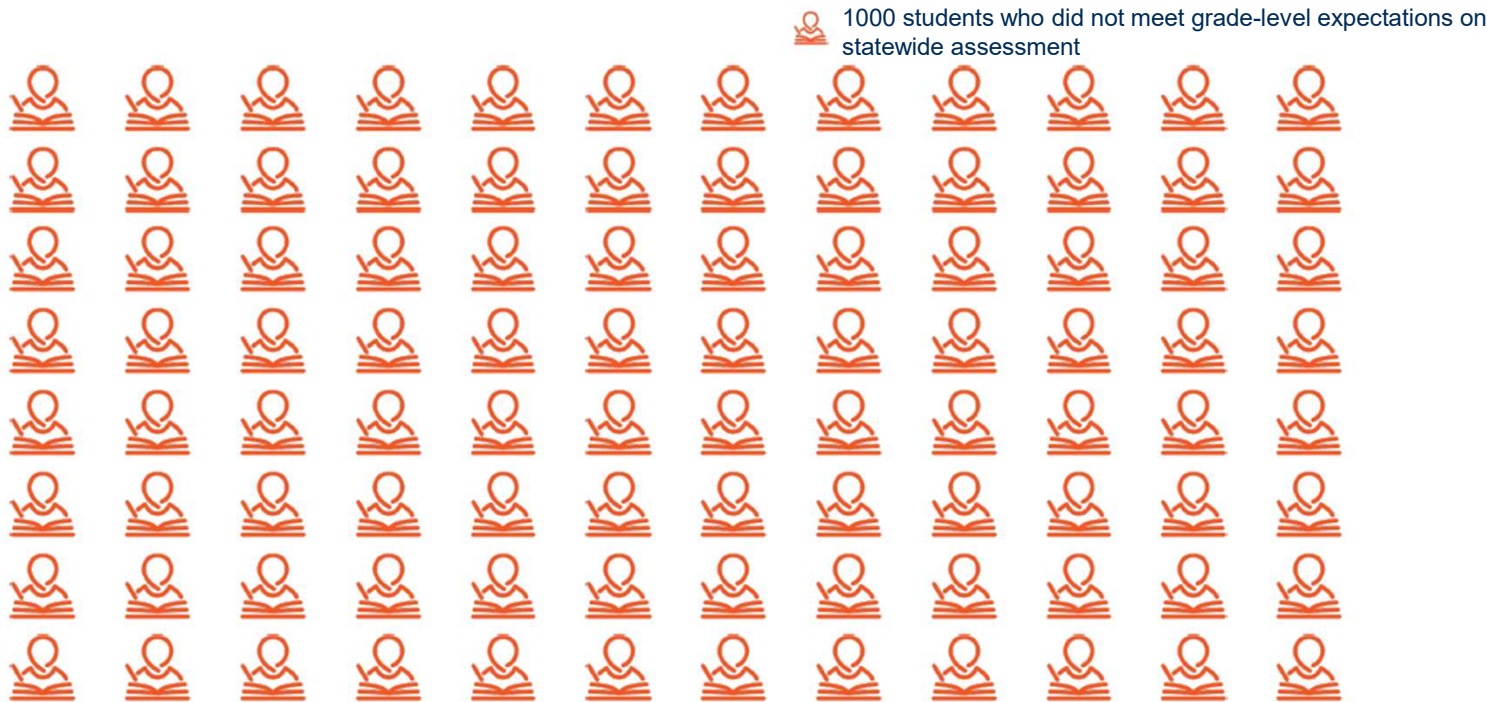 1000 students who did not meet grade-level expectations on
statewide assessment